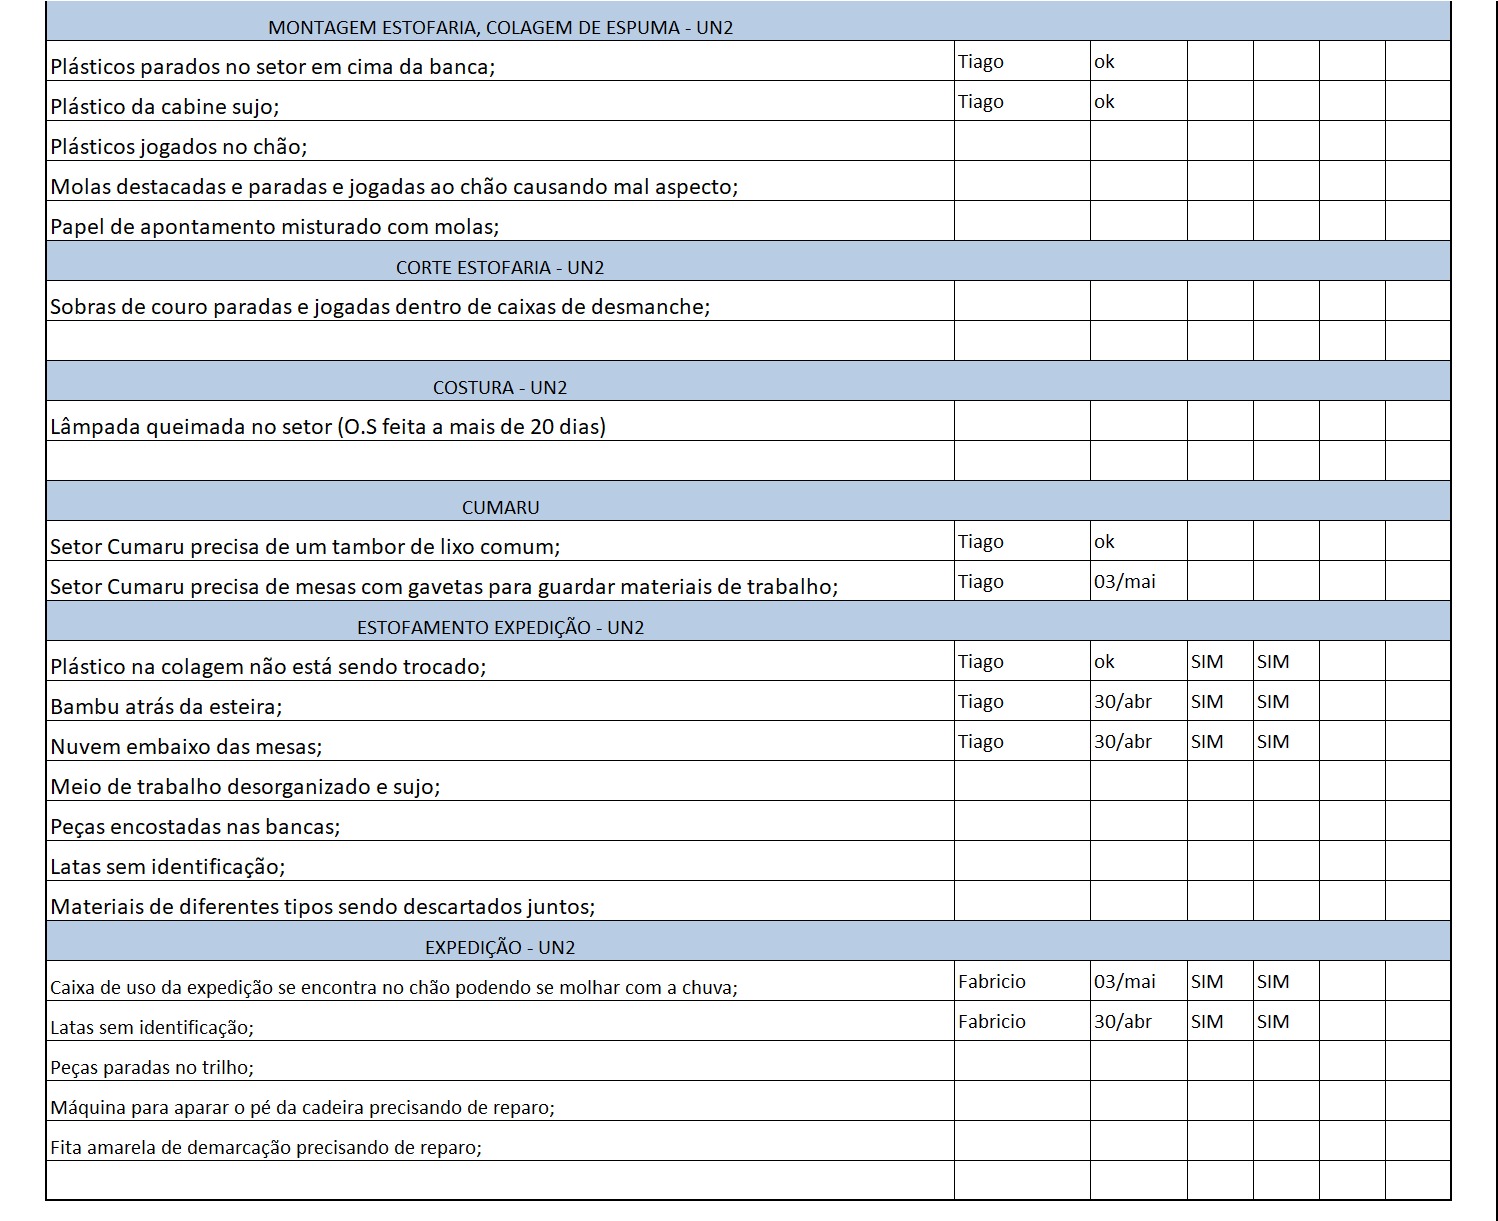 MONTAGEM ESTOFARIA, COLAGEM DE ESPUMA - UN2
Plásticos parados no setor em cima da banca; Tiago ok
Plástico da cabine sujo; Tiago ok
Plásticos jogados no chão;
Molas destacadas e paradas e jogadas ao chão causando mal aspecto;
Papel de apontamento misturado com molas;
CORTE ESTOFARIA - UN2
Sobras de couro paradas e jogadas dentro de caixas de desmanche;
COSTURA - UN2
Lâmpada queimada no setor (O.S feita a mais de 20 dias)
CUMARU
Setor Cumaru precisa de um tambor de lixo comum; Tiago ok
Setor Cumaru precisa de mesas com gavetas para guardar materiais de trabalho; Tiago 03/mai
ESTOFAMENTO EXPEDIÇÃO - UN2
Plástico na colagem não está sendo trocado; Tiago ok SIM SIM
Bambu atrás da esteira; Tiago 30/abr SIM SIM
Nuvem embaixo das mesas; Tiago 30/abr SIM SIM
Meio de trabalho desorganizado e sujo;
Peças encostadas nas bancas;
Latas sem identificação;
Materiais de diferentes tipos sendo descartados juntos;
EXPEDIÇÃO - UN2
Caixa de uso da expedição se encontra no chão podendo se molhar com a chuva; Fabricio 03/mai SIM SIM
Latas sem identificação; Fabricio 30/abr SIM SIM
Peças paradas no trilho;
Máquina para aparar o pé da cadeira precisando de reparo;
Fita amarela de demarcação precisando de reparo;